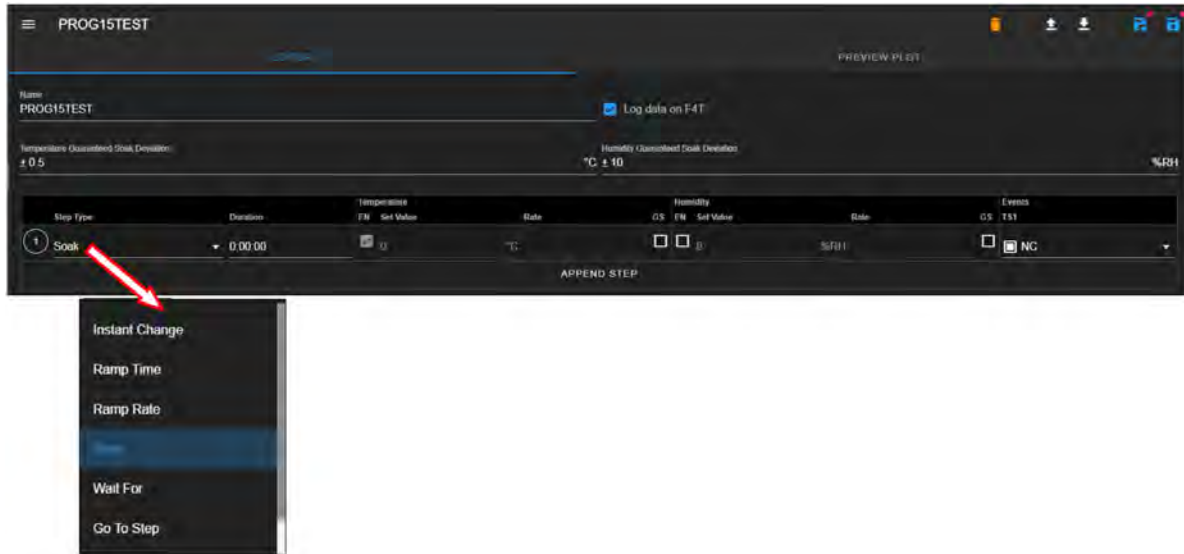 PROG15TEST
PREVIEW PLOT
Name
PROG15TEST
Log data on F4T
Temperature Guaranteed Soak Deviation
± 0.5 °C
Humidity Guaranteed Soak Deviation
± 10 %RH
Temperature Humidity Events
Step Type Duration EN Set Value Rate GS EN Set Value Rate GS TS1
1 Soak 0:00:00 0 °C 0 %RH NC
APPEND STEP
Instant Change
Ramp Time
Ramp Rate
Wait For
Go To Step